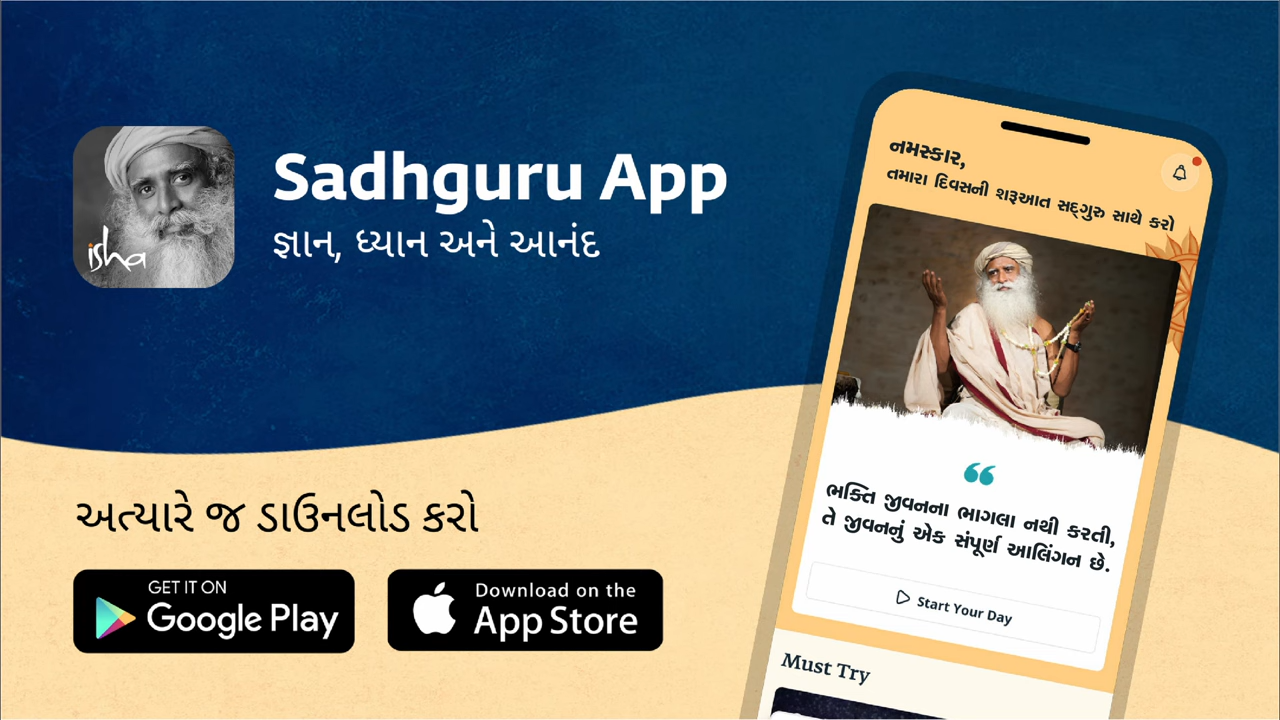 isha
Sadhguru App
જ્ઞાન, ધ્યાન અને આનંદ
અત્યારે જ ડાઉનલોડ કરો
GET IT ON
Google Play
Download on the
App Store
નમસ્કાર,
તમારા દિવસની શરૂઆત સદ્‌ગુરુ સાથે કરો
“
ભક્તિ જીવનના ભાગલા નથી કરતી,
તે જીવનનું એક સંપૂર્ણ આલિંગન છે.
Start Your Day
Must Try